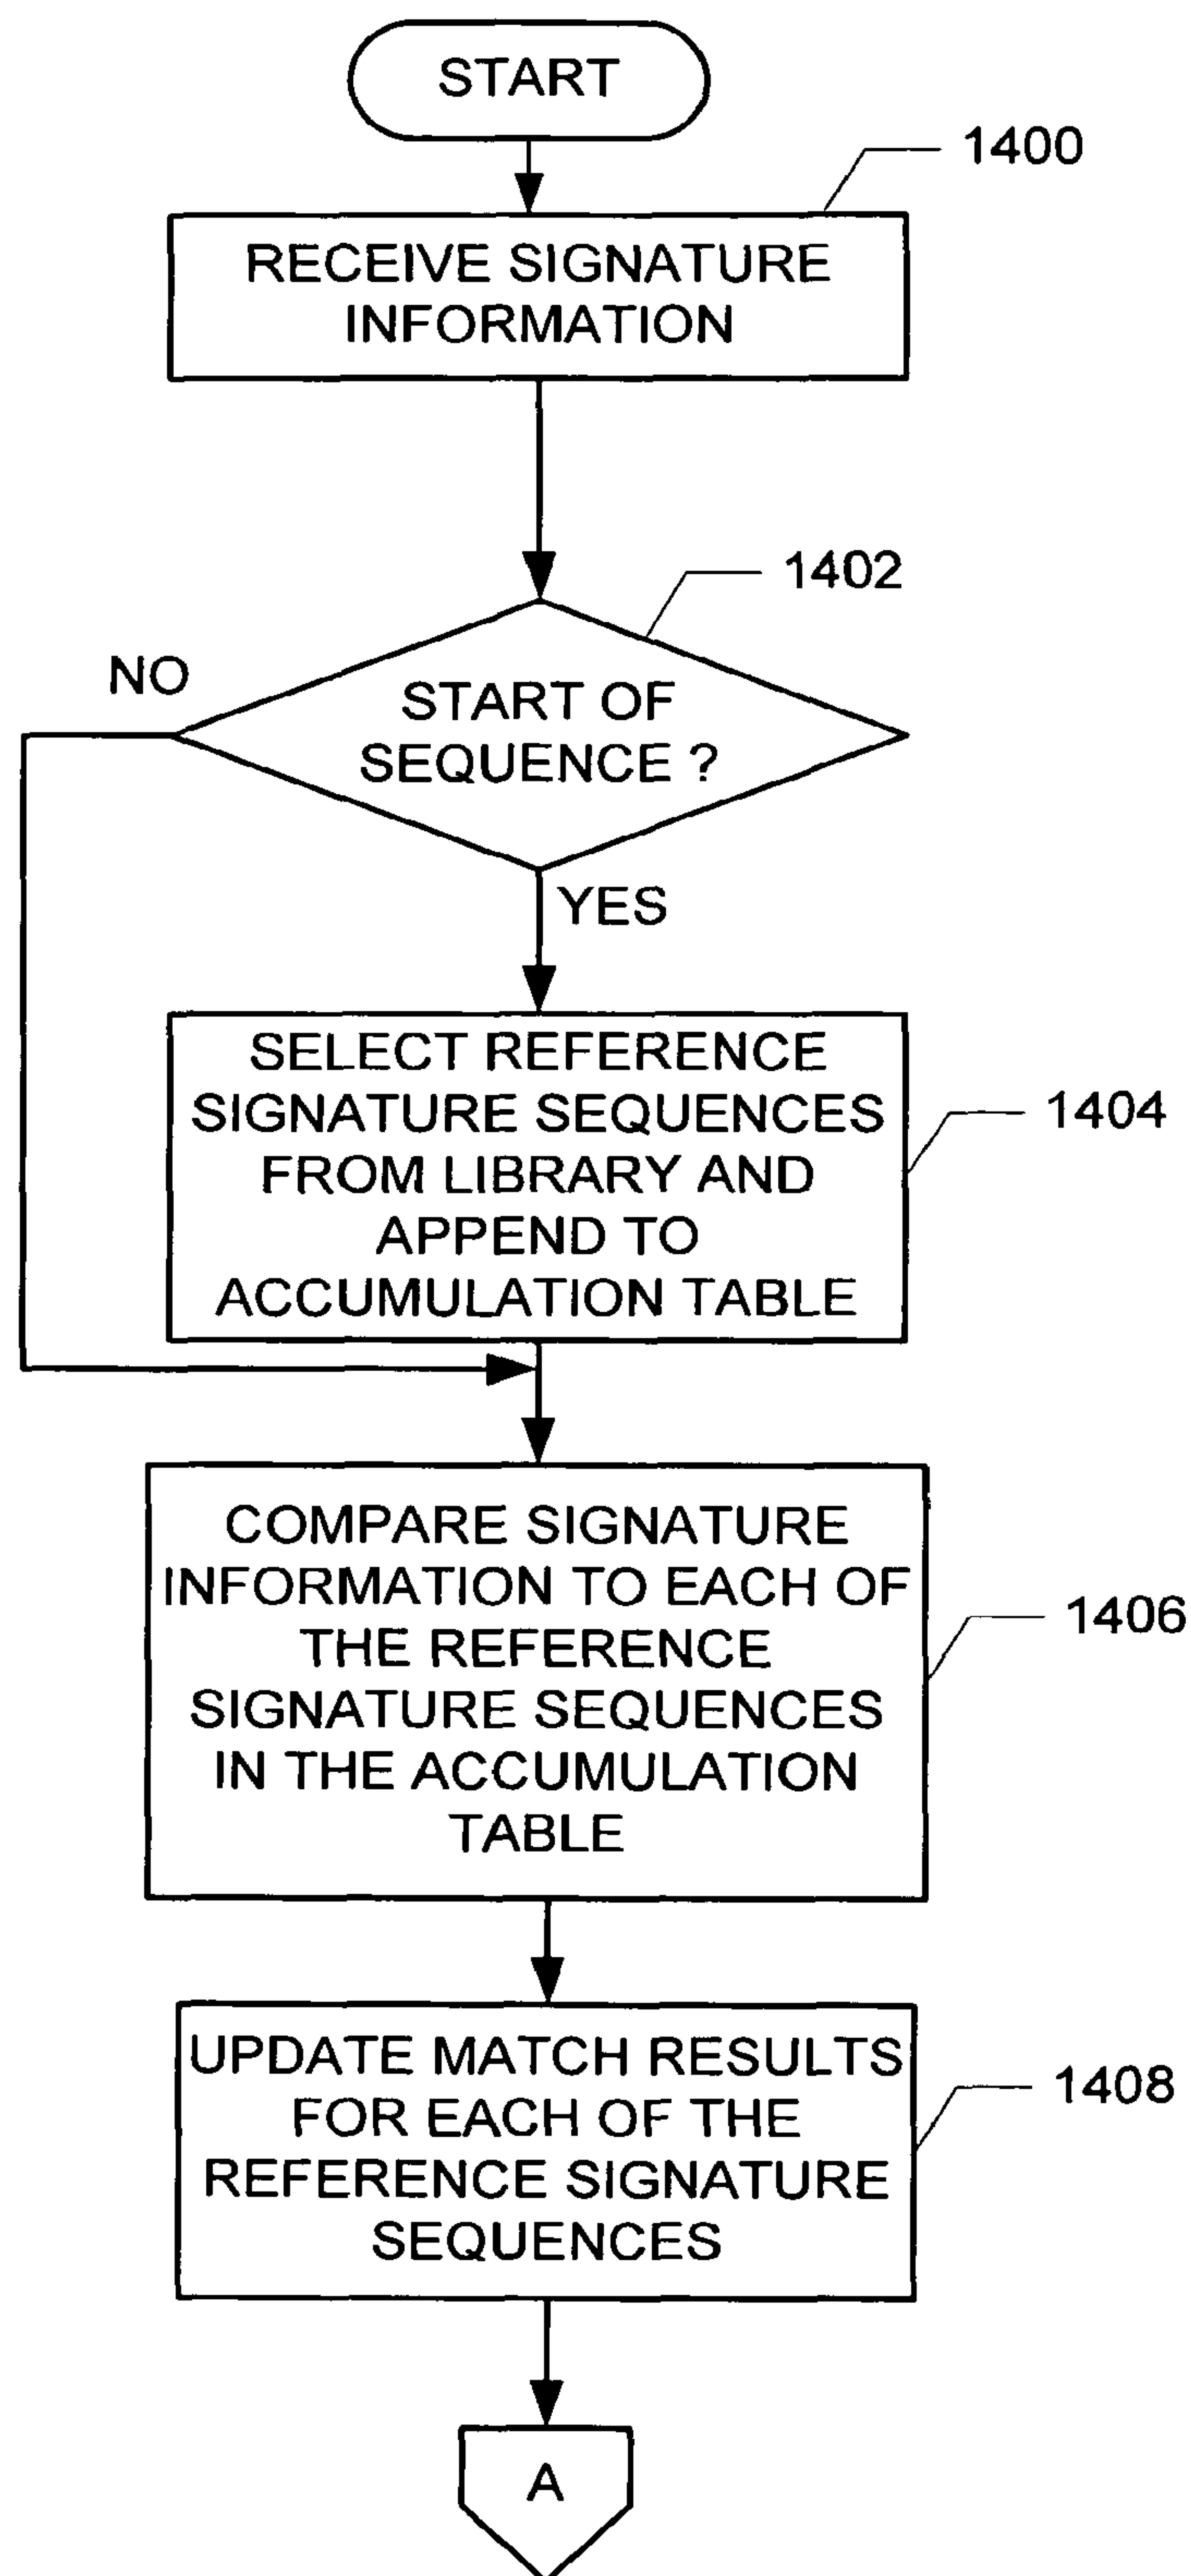 START
1400
RECEIVE SIGNATURE
INFORMATION
1402
NO
START OF
SEQUENCE ?
YES
SELECT REFERENCE
SIGNATURE SEQUENCES
FROM LIBRARY AND
APPEND TO
ACCUMULATION TABLE
1404
COMPARE SIGNATURE
INFORMATION TO EACH OF
THE REFERENCE
SIGNATURE SEQUENCES
IN THE ACCUMULATION
TABLE
1406
UPDATE MATCH RESULTS
FOR EACH OF THE
REFERENCE SIGNATURE
SEQUENCES
1408
A